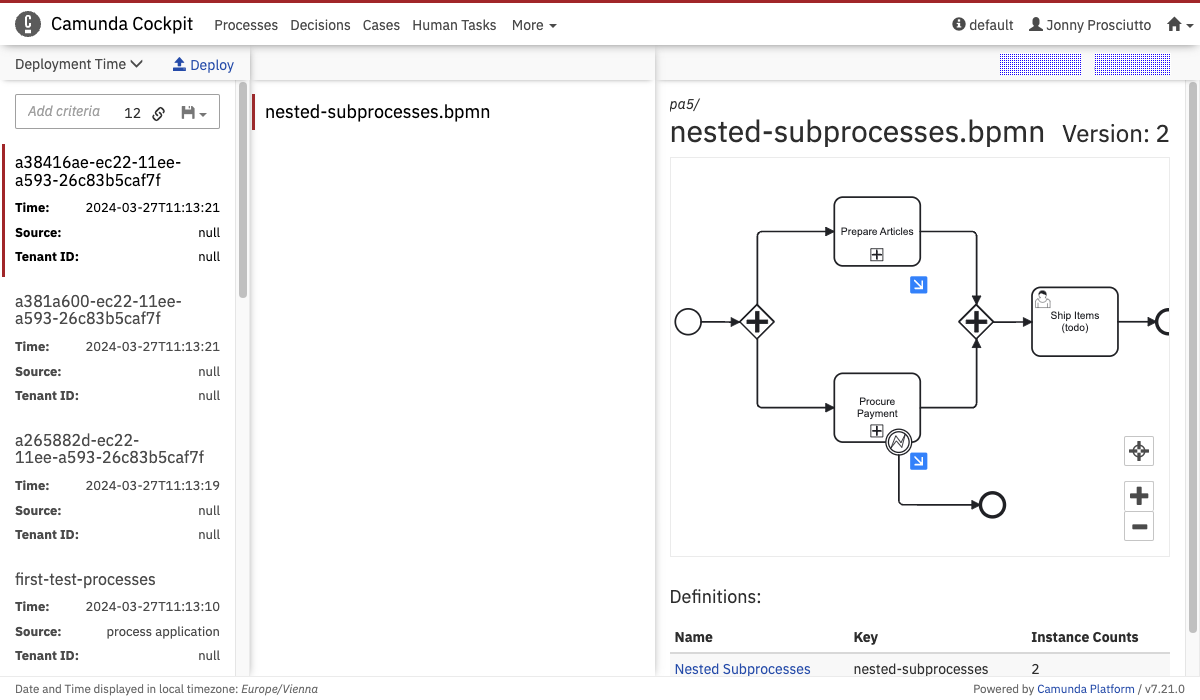 Camunda Cockpit Processes Decisions Cases Human Tasks More default Jonny Prosciutto
Deployment Time Deploy
Add criteria 12
a38416ae-ec22-11ee-
a593-26c83b5caf7f
Time: 2024-03-27T11:13:21
Source: null
Tenant ID: null
a381a600-ec22-11ee-
a593-26c83b5caf7f
Time: 2024-03-27T11:13:21
Source: null
Tenant ID: null
a265882d-ec22-
11ee-a593-26c83b5caf7f
Time: 2024-03-27T11:13:19
Source: null
Tenant ID: null
first-test-processes
Time: 2024-03-27T11:13:10
Source: process application
Tenant ID: null
nested-subprocesses.bpmn
pa5/
nested-subprocesses.bpmn Version: 2
Prepare Articles
Ship Items
(todo)
Procure
Payment
Definitions:
Name Key Instance Counts
Nested Subprocesses nested-subprocesses 2
Date and Time displayed in local timezone: Europe/Vienna
Powered by Camunda Platform / v7.21.0